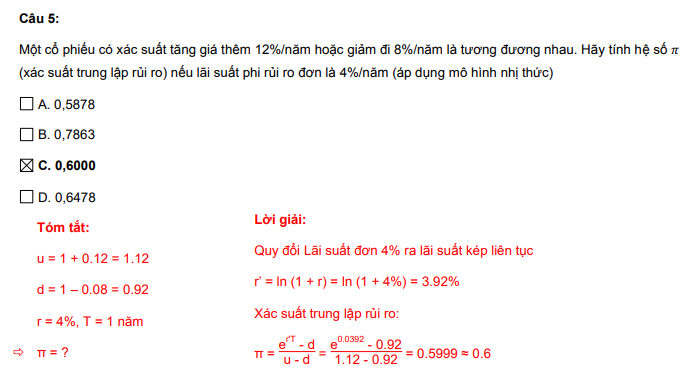 Câu 5:
Một cổ phiếu có xác suất tăng giá thêm 12%/năm hoặc giảm đi 8%/năm là tương đương nhau. Hãy tính hệ số π
(xác suất trung lập rủi ro) nếu lãi suất phi rủi ro đơn là 4%/năm (áp dụng mô hình nhị thức)
☐ A. 0,5878
☐ B. 0,7863
☒ C. 0,6000
☐ D. 0,6478
Tóm tắt:
u = 1 + 0.12 = 1.12
d = 1 – 0.08 = 0.92
r = 4%, T = 1 năm
⇨ π = ?
Lời giải:
Quy đổi Lãi suất đơn 4% ra lãi suất kép liên tục
r' = ln (1 + r) = ln (1 + 4%) = 3.92%
Xác suất trung lập rủi ro:
π = (e^r'T - d)/(u - d) = (e^0.0392 - 0.92)/(1.12 - 0.92) = 0.5999 ≈ 0.6